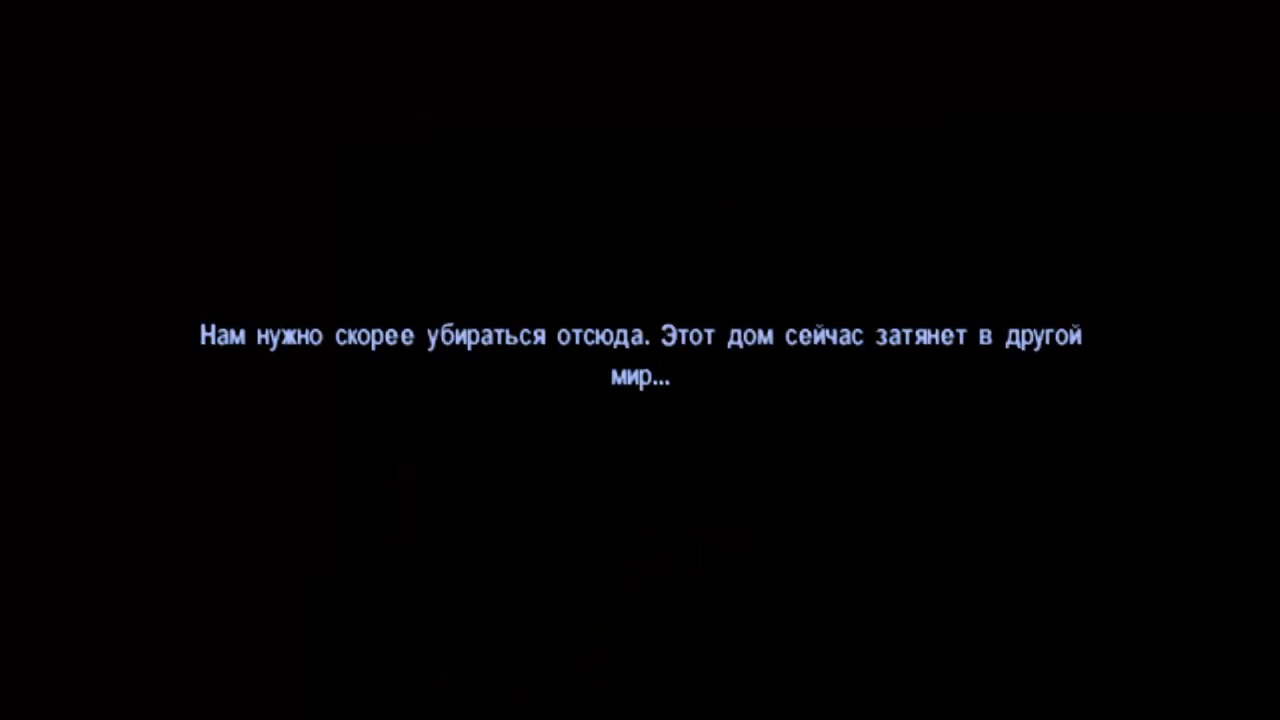 Нам нужно скорее убираться отсюда. Этот дом сейчас затянет в другой
мир...